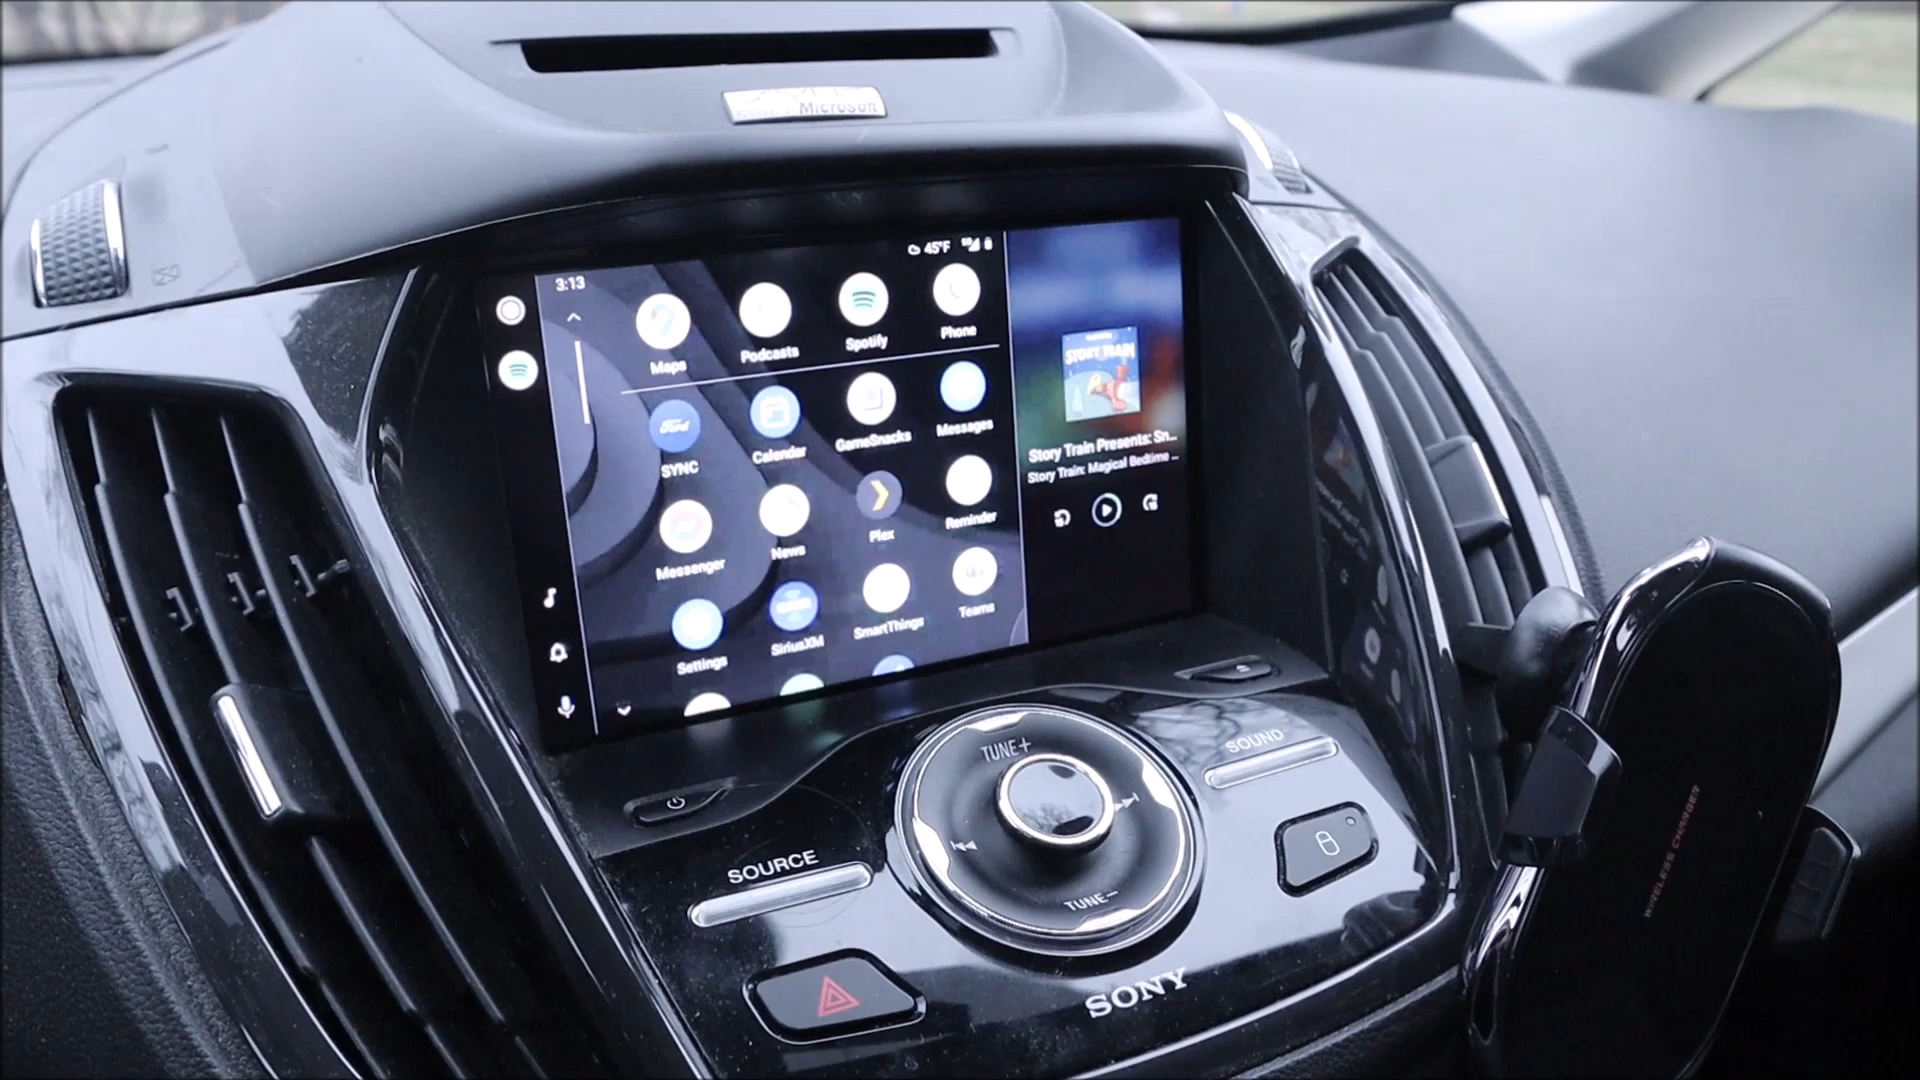 Microsoft
45°F
3:13
Maps
Podcasts
Spotify
Phone
Ford
SYNC
Calendar
GameSnacks
Messages
Messenger
News
Plex
Reminder
Settings
SiriusXM
SmartThings
Teams
STORY TRAIN
Story Train Presents: Sn...
Story Train: Magical Bedtime ...
TUNE+
TUNE-
SOUND
SOURCE
SONY
WIRELESS CHARGER